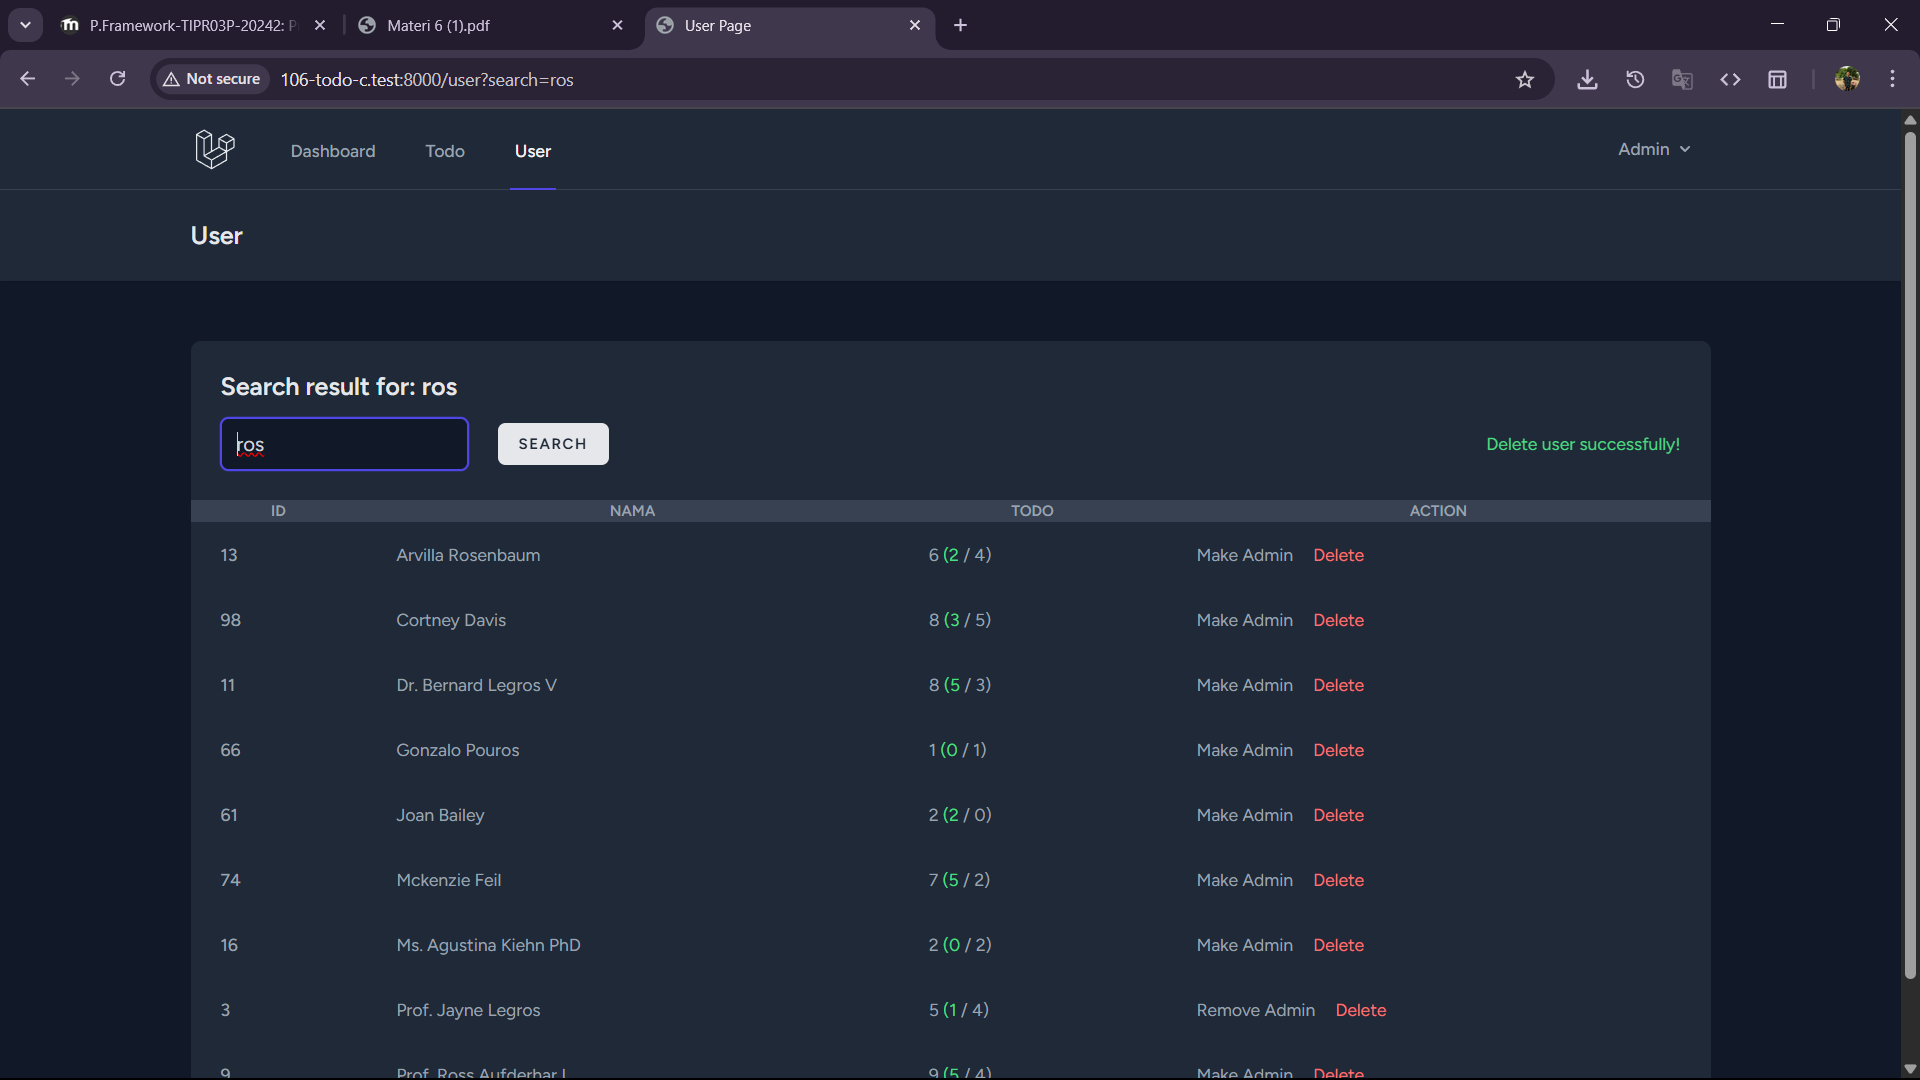 P.Framework-TIPR03P-20242: P
Materi 6 (1).pdf
User Page
Not secure
106-todo-c.test:8000/user?search=ros
Dashboard
Todo
User
Admin
User
Search result for: ros
ros
SEARCH
Delete user successfully!
ID NAMA TODO ACTION
13 Arvilla Rosenbaum 6 (2 / 4) Make Admin Delete
98 Cortney Davis 8 (3 / 5) Make Admin Delete
11 Dr. Bernard Legros V 8 (5 / 3) Make Admin Delete
66 Gonzalo Pouros 1 (0 / 1) Make Admin Delete
61 Joan Bailey 2 (2 / 0) Make Admin Delete
74 Mckenzie Feil 7 (5 / 2) Make Admin Delete
16 Ms. Agustina Kiehn PhD 2 (0 / 2) Make Admin Delete
3 Prof. Jayne Legros 5 (1 / 4) Remove Admin Delete
9 Prof. Ross Aufderhar I 9 (5 / 4) Make Admin Delete